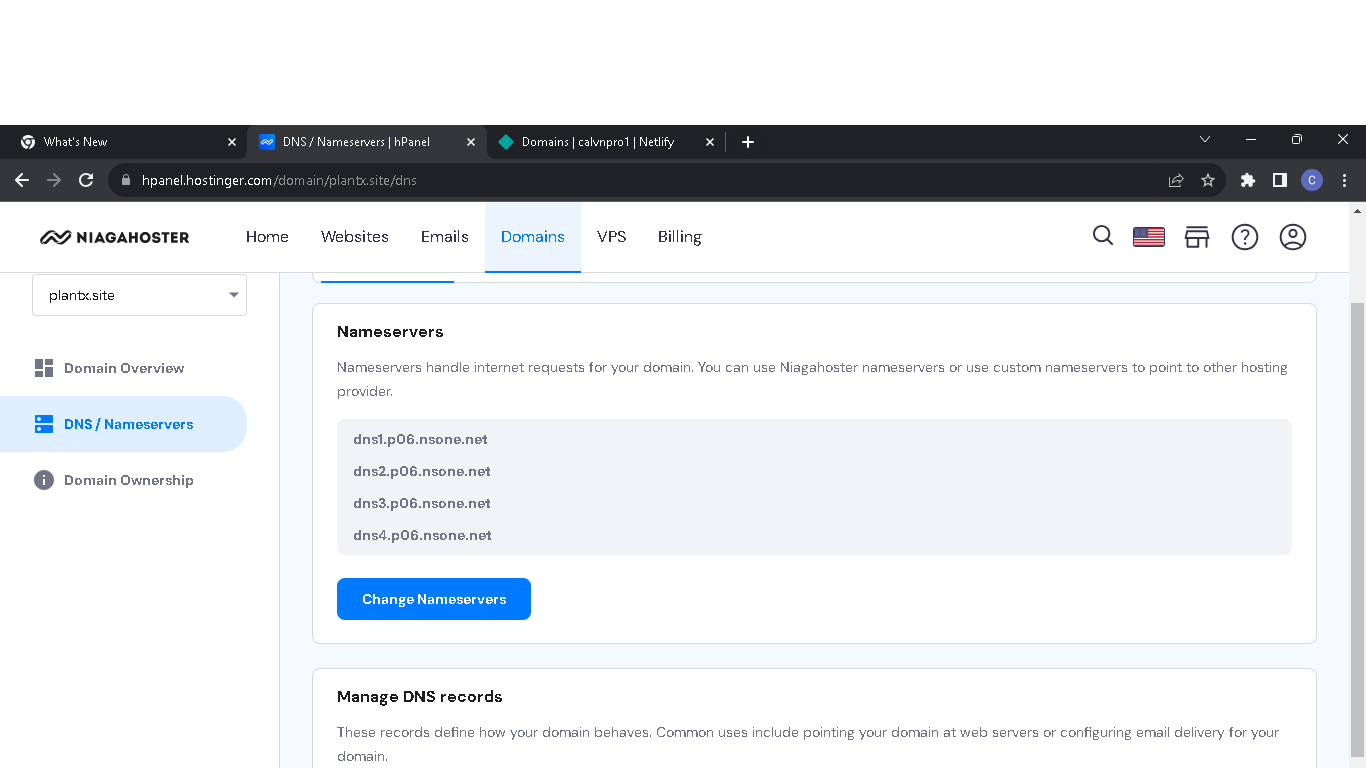 What's New
DNS / Nameservers | hPanel
Domains | calvnpro1 | Netlify
hpanel.hostinger.com/domain/plantx.site/dns
C
NIAGAHOSTER
Home
Websites
Emails
Domains
VPS
Billing
plantx.site
Domain Overview
DNS / Nameservers
Domain Ownership
Nameservers
Nameservers handle internet requests for your domain. You can use Niagahoster nameservers or use custom nameservers to point to other hosting
provider.
dns1.p06.nsone.net
dns2.p06.nsone.net
dns3.p06.nsone.net
dns4.p06.nsone.net
Change Nameservers
Manage DNS records
These records define how your domain behaves. Common uses include pointing your domain at web servers or configuring email delivery for your
domain.